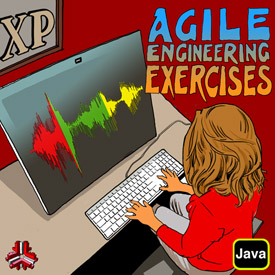 XP
AGILE
ENGINEERING
EXERCISES
Java